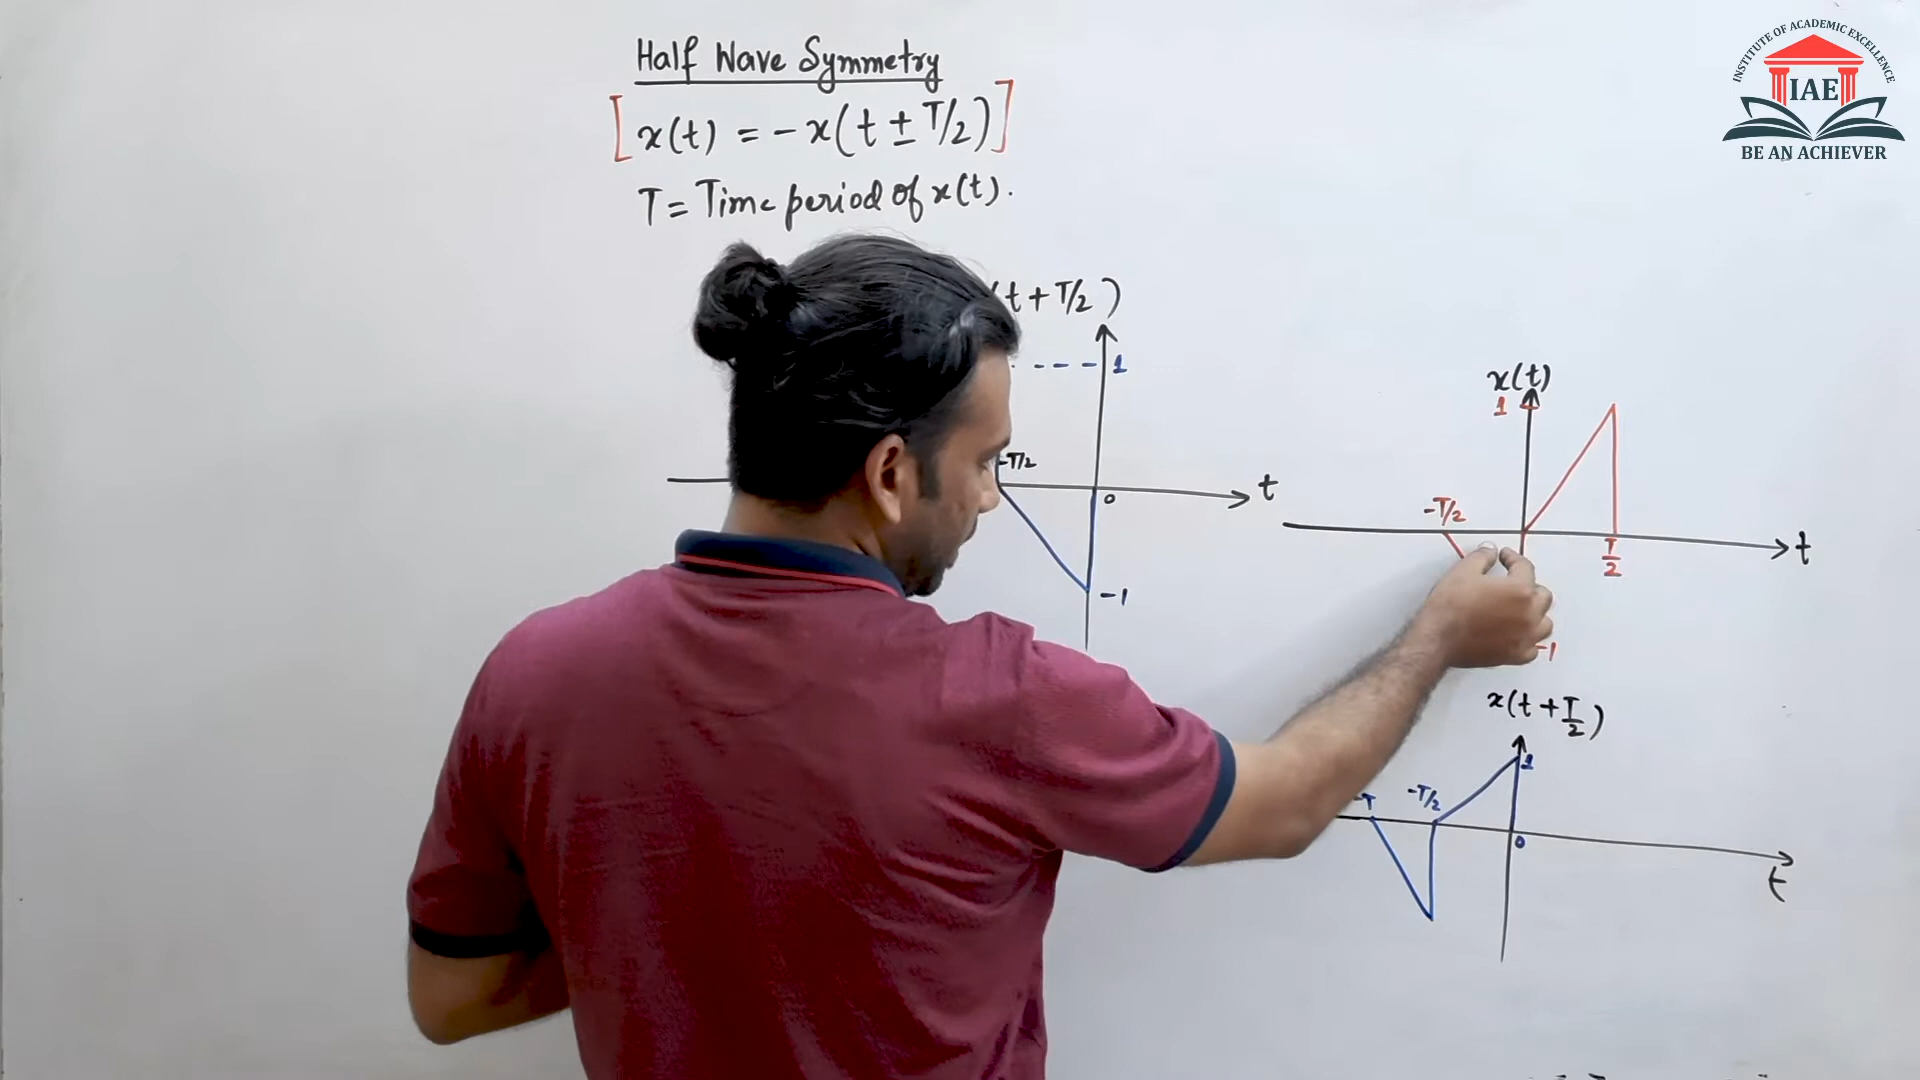 Half Wave Symmetry
[x(t) = -x(t ± T/2)]
T = Time period of x(t).
(t + T/2)
1
-T/2
0
t
-1
x(t)
1
-T/2
T/2
t
-1
x(t + T/2)
1
-T
-T/2
0
t
INSTITUTE OF ACADEMIC EXCELLENCE
IAE
BE AN ACHIEVER